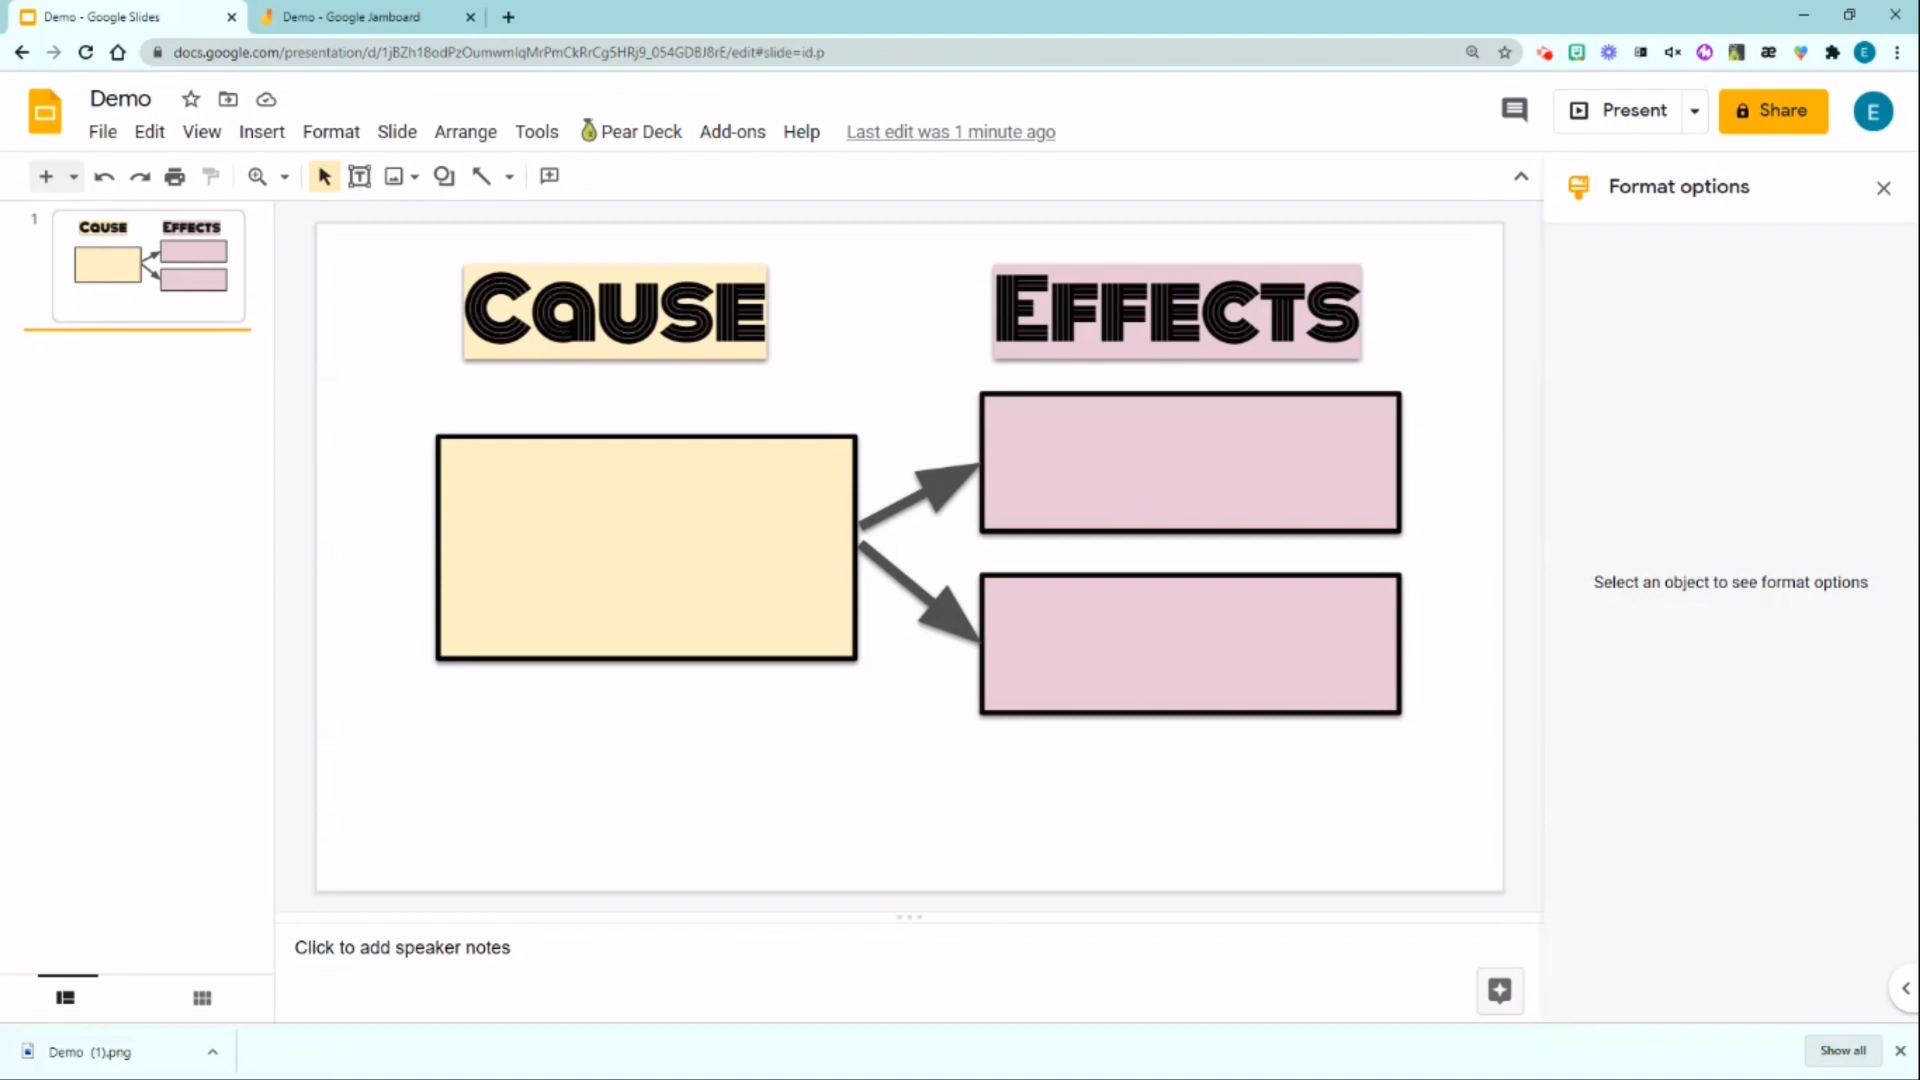 Demo - Google Slides
Demo - Google Jamboard
docs.google.com/presentation/d/1jBZh18odPzOumwmIqMrPmCkRrCg5HRj9_054GDBJ8rE/edit#slide=id.p
E
Demo
Present
Share
E
File Edit View Insert Format Slide Arrange Tools Pear Deck Add-ons Help Last edit was 1 minute ago
Format options
1
Cause Effects
Cause Effects
Select an object to see format options
Click to add speaker notes
Demo (1).png
Show all